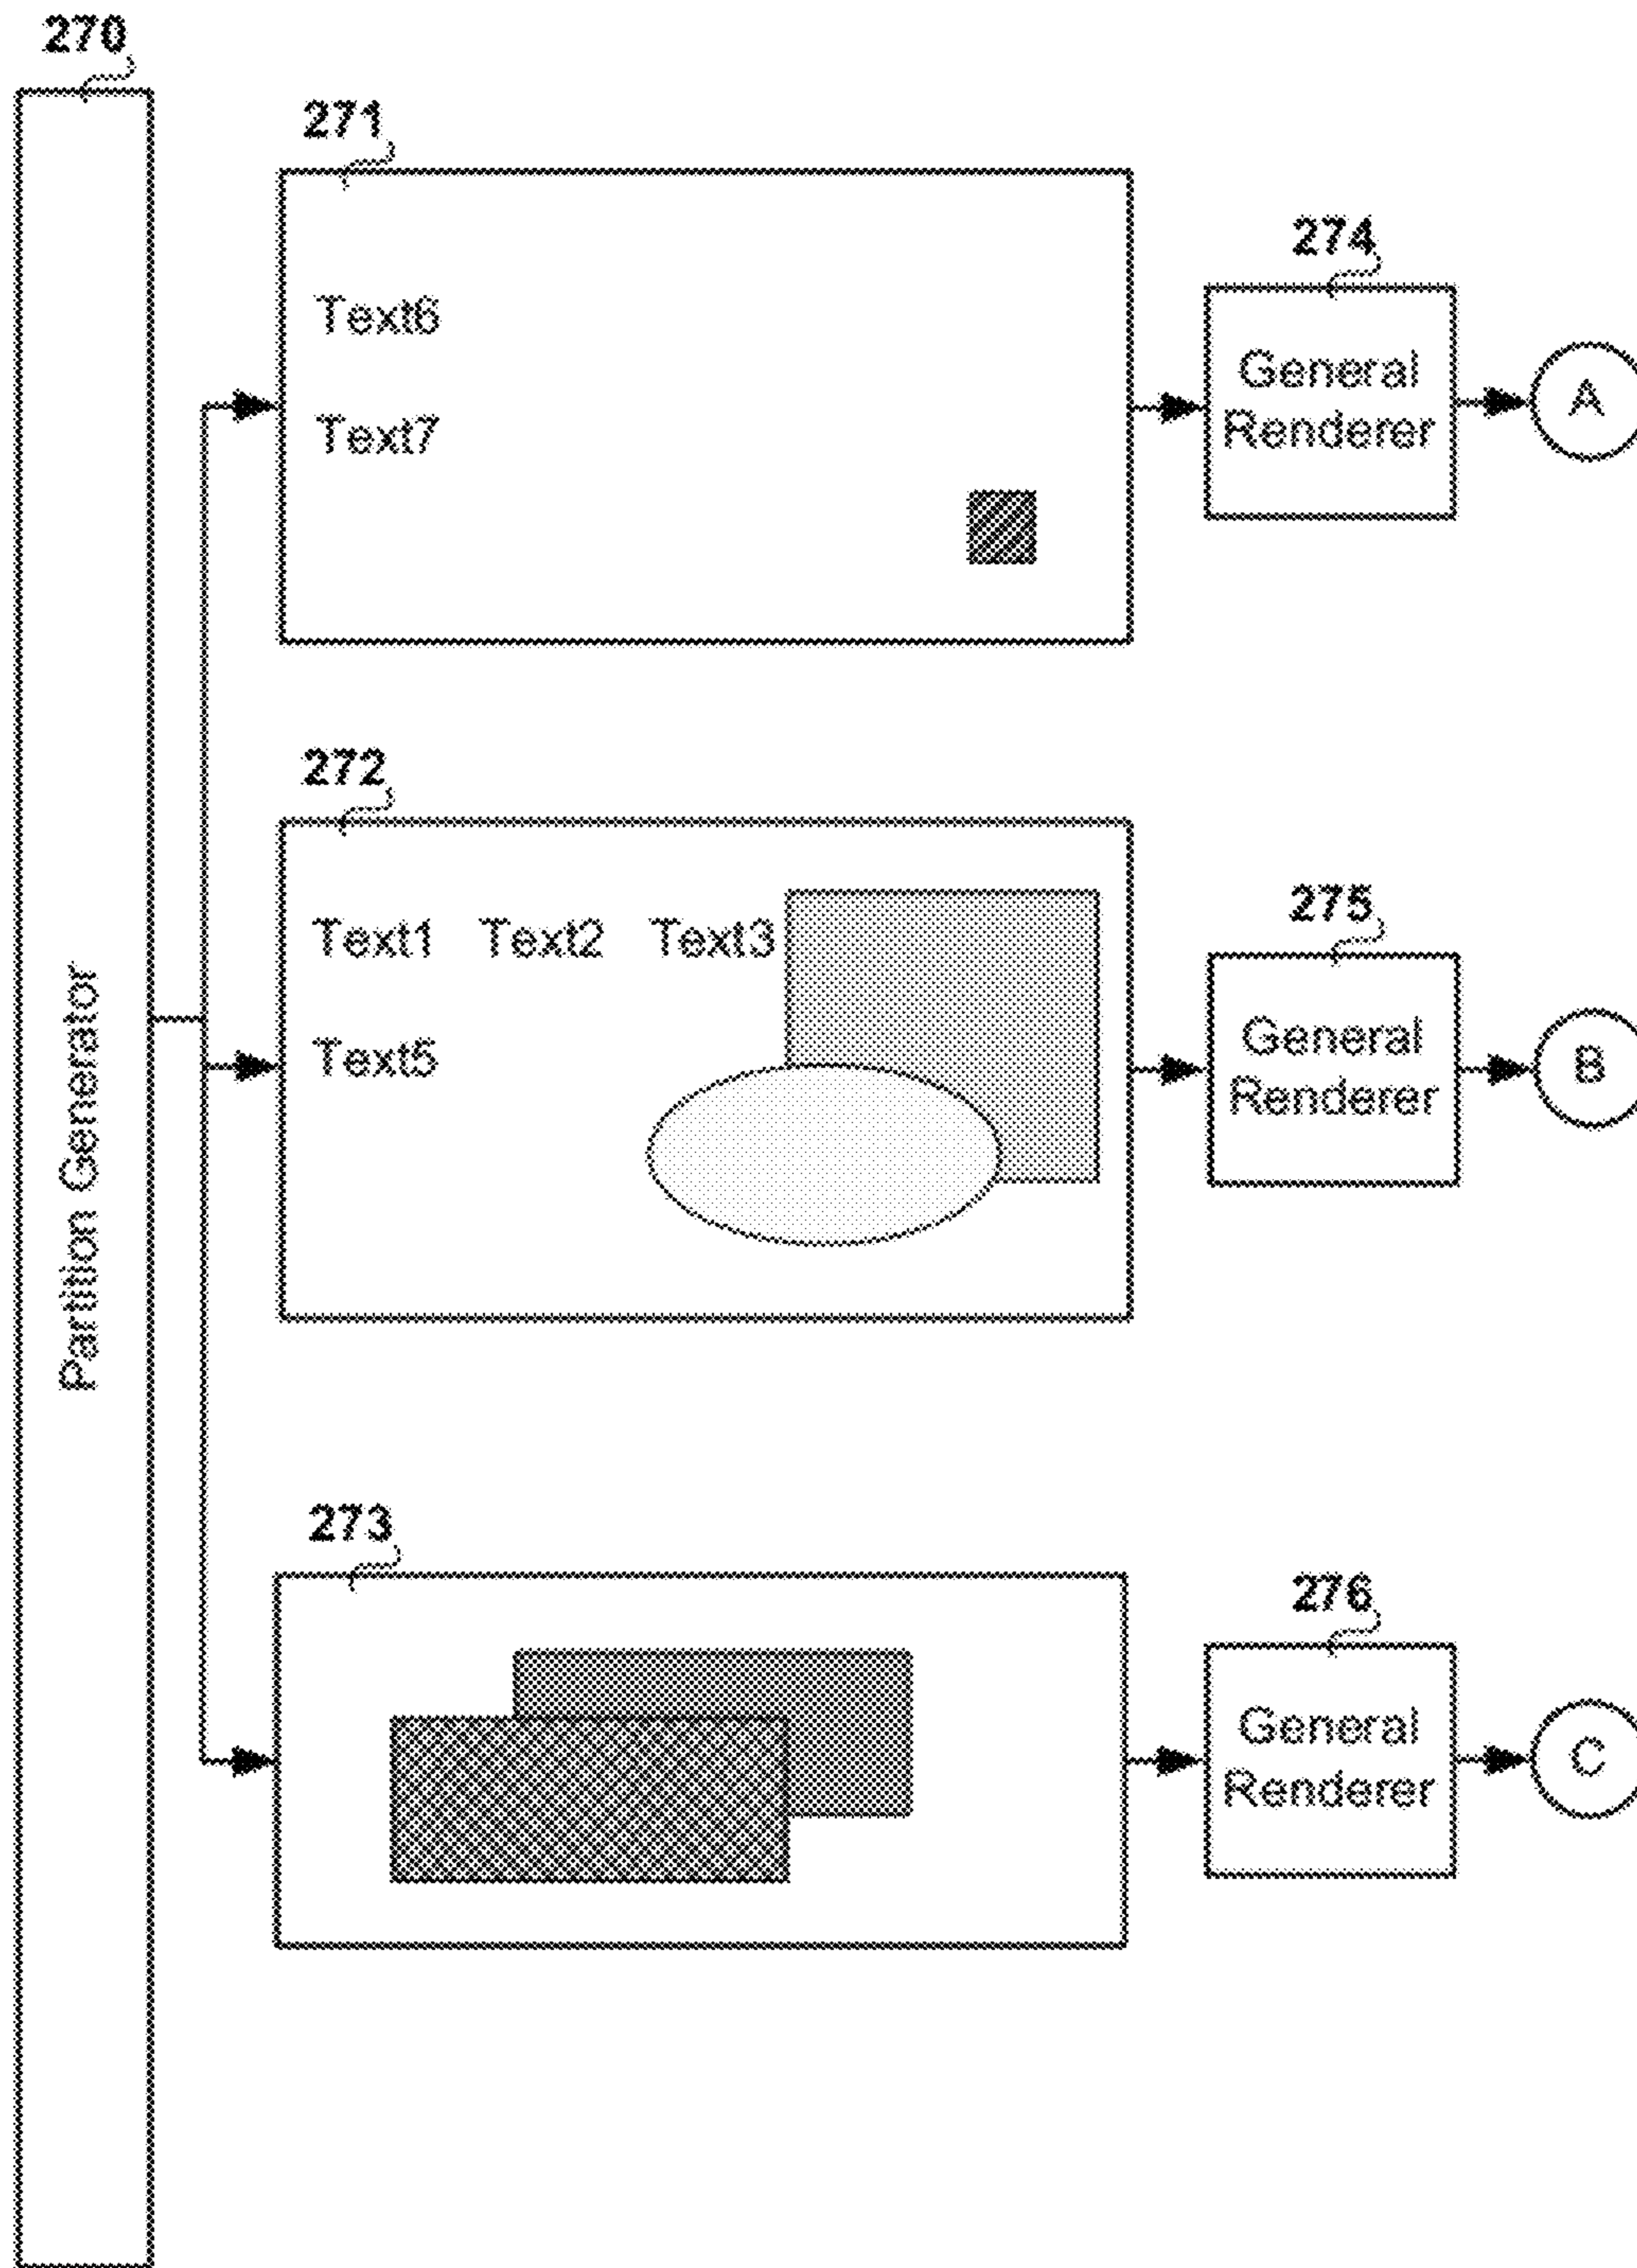 270
Partition Generator
271
Text6
Text7
274
General
Renderer
A
272
Text1 Text2 Text3
Text5
275
General
Renderer
B
273
276
General
Renderer
C